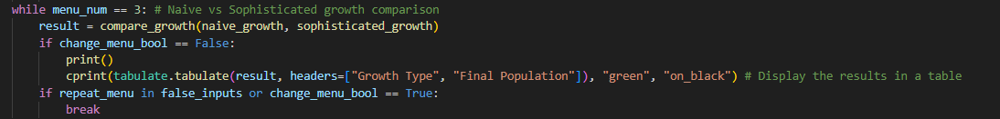 while menu_num == 3: # Naive vs Sophisticated growth comparison
    result = compare_growth(naive_growth, sophisticated_growth)
    if change_menu_bool == False:
        print()
        cprint(tabulate.tabulate(result, headers=["Growth Type", "Final Population"]), "green", "on_black") # Display the results in a table
    if repeat_menu in false_inputs or change_menu_bool == True:
        break